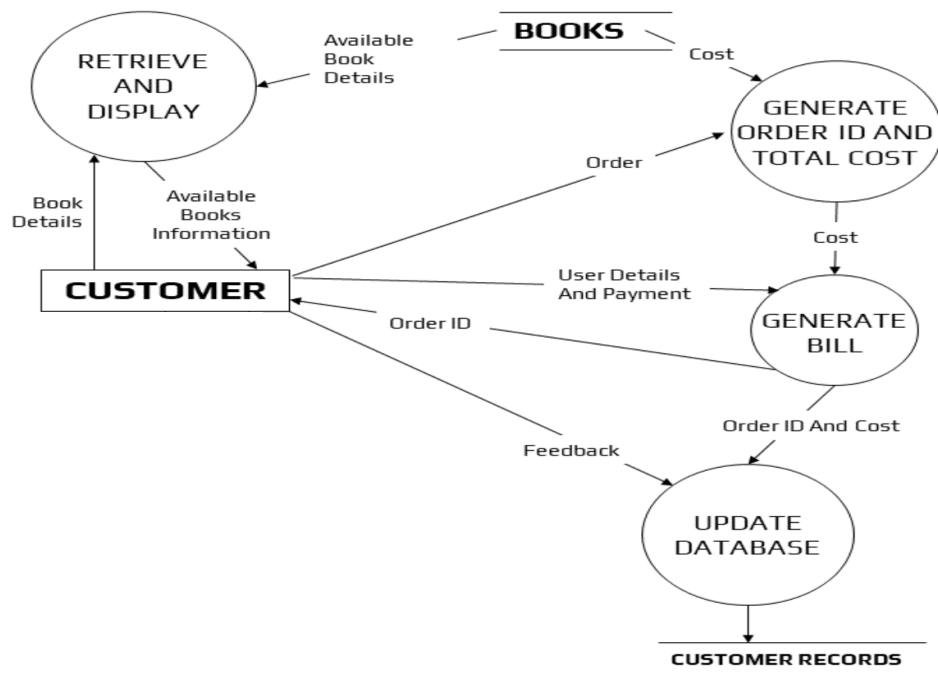 BOOKS
Available
Book
Details
Cost
RETRIEVE
AND
DISPLAY
GENERATE
ORDER ID AND
TOTAL COST
Order
Book
Details
Available
Books
Information
Cost
CUSTOMER
User Details
And Payment
Order ID
GENERATE
BILL
Order ID And Cost
Feedback
UPDATE
DATABASE
CUSTOMER RECORDS